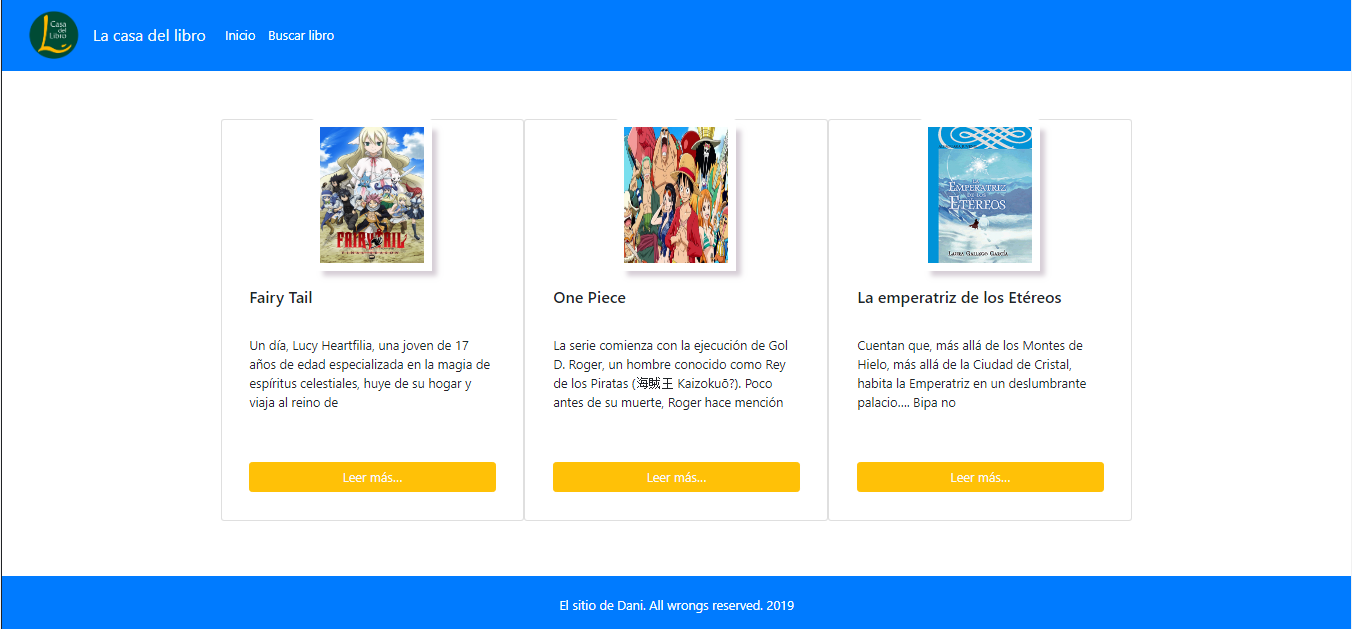 Casa
del
Libro
La casa del libro
Inicio
Buscar libro
FAIRY TAIL
FINAL SEASON
LA
EMPERATRIZ
DE LOS
ETÉREOS
LAURA GALLEGO GARCÍA
Fairy Tail
One Piece
La emperatriz de los Etéreos
Un día, Lucy Heartfilia, una joven de 17
años de edad especializada en la magia de
espíritus celestiales, huye de su hogar y
viaja al reino de
La serie comienza con la ejecución de Gol
D. Roger, un hombre conocido como Rey
de los Piratas (海賊王 Kaizokuō?). Poco
antes de su muerte, Roger hace mención
Cuentan que, más allá de los Montes de
Hielo, más allá de la Ciudad de Cristal,
habita la Emperatriz en un deslumbrante
palacio.... Bipa no
Leer más...
Leer más...
Leer más...
El sitio de Dani. All wrongs reserved. 2019